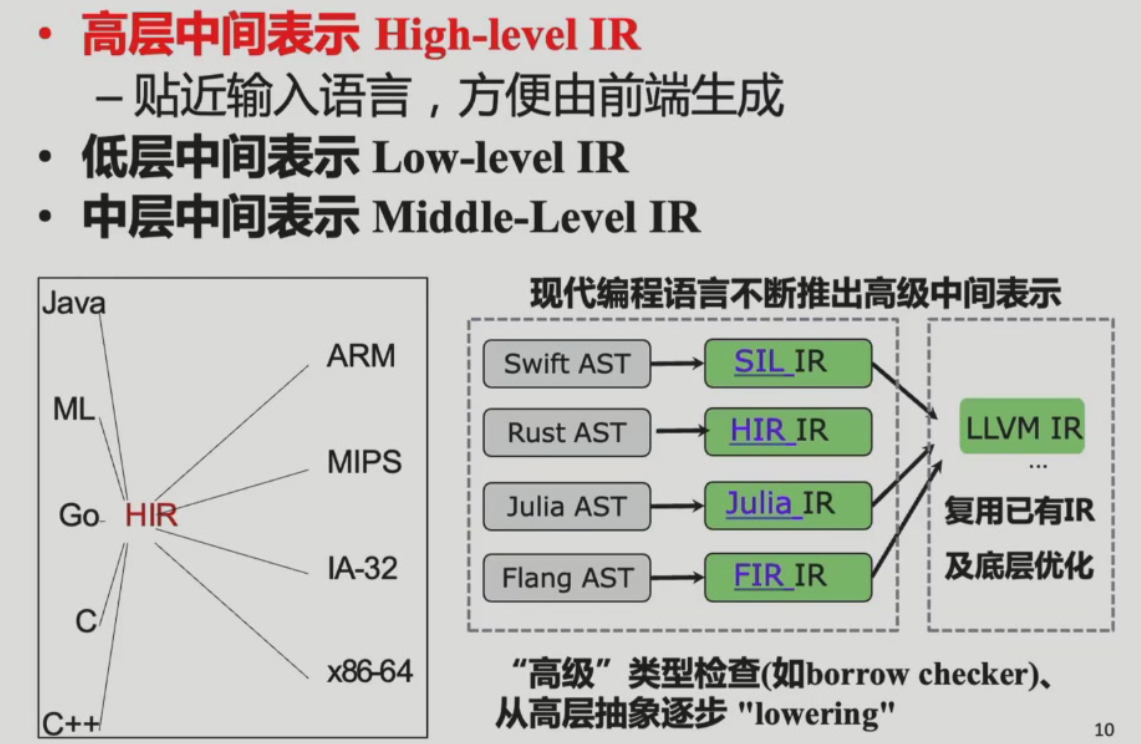 • 高层中间表示 High-level IR
– 贴近输入语言，方便由前端生成
• 低层中间表示 Low-level IR
• 中层中间表示 Middle-Level IR
Java
ML
Go
C
C++
HIR
ARM
MIPS
IA-32
x86-64
现代编程语言不断推出高级中间表示
Swift AST
SIL IR
Rust AST
HIR IR
Julia AST
Julia IR
Flang AST
FIR IR
LLVM IR
...
复用已有IR
及底层优化
“高级”类型检查(如borrow checker)、
从高层抽象逐步 "lowering"
10